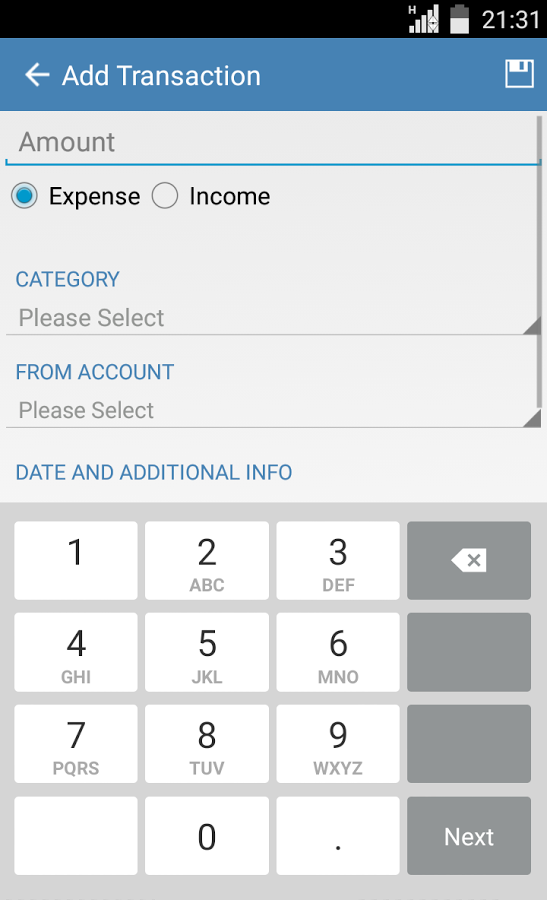 H 21:31
Add Transaction
Amount
Expense Income
CATEGORY
Please Select
FROM ACCOUNT
Please Select
DATE AND ADDITIONAL INFO
1 2 3
ABC DEF
4 5 6
GHI JKL MNO
7 8 9
PQRS TUV WXYZ
0 . Next